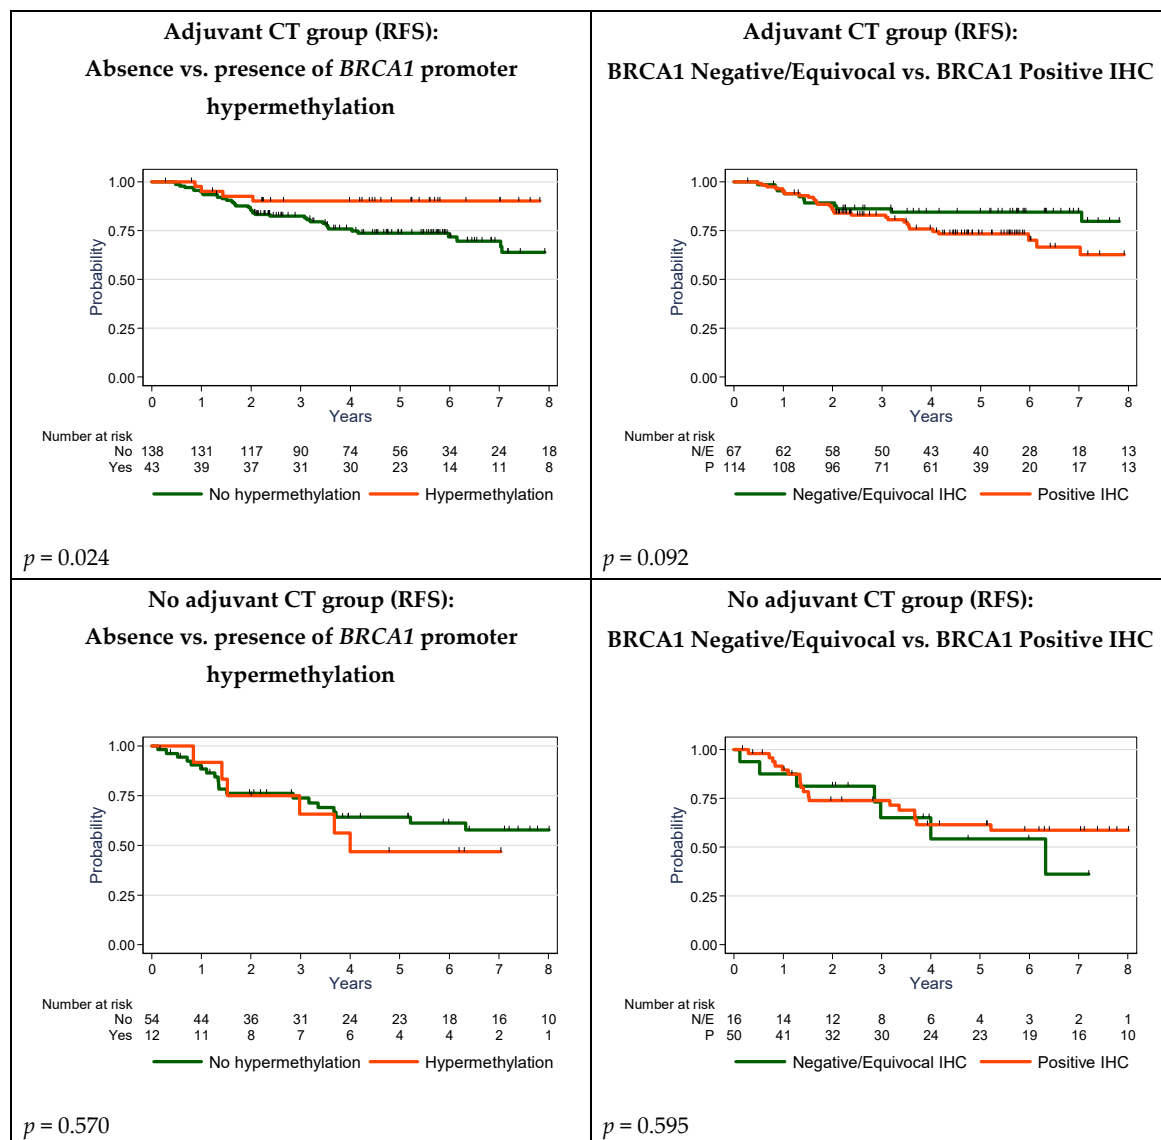 Adjuvant CT group (RFS):
Absence vs. presence of BRCA1 promoter
hypermethylation
1.00
0.75
0.50
0.25
0.00
Probability
0 1 2 3 4 5 6 7 8
Years
Number at risk
No 138 131 117 90 74 56 34 24 18
Yes 43 39 37 31 30 23 14 11 8
No hypermethylation Hypermethylation
p = 0.024
Adjuvant CT group (RFS):
BRCA1 Negative/Equivocal vs. BRCA1 Positive IHC
1.00
0.75
0.50
0.25
0.00
Probability
0 1 2 3 4 5 6 7 8
Years
Number at risk
N/E 67 62 58 50 43 40 28 18 13
P 114 108 96 71 61 39 20 17 13
Negative/Equivocal IHC Positive IHC
p = 0.092
No adjuvant CT group (RFS):
Absence vs. presence of BRCA1 promoter
hypermethylation
1.00
0.75
0.50
0.25
0.00
Probability
0 1 2 3 4 5 6 7 8
Years
Number at risk
No 54 44 36 31 24 23 18 16 10
Yes 12 11 8 7 6 4 4 2 1
No hypermethylation Hypermethylation
p = 0.570
No adjuvant CT group (RFS):
BRCA1 Negative/Equivocal vs. BRCA1 Positive IHC
1.00
0.75
0.50
0.25
0.00
Probability
0 1 2 3 4 5 6 7 8
Years
Number at risk
N/E 16 14 12 8 6 4 3 2 1
P 50 41 32 30 24 23 19 16 10
Negative/Equivocal IHC Positive IHC
p = 0.595